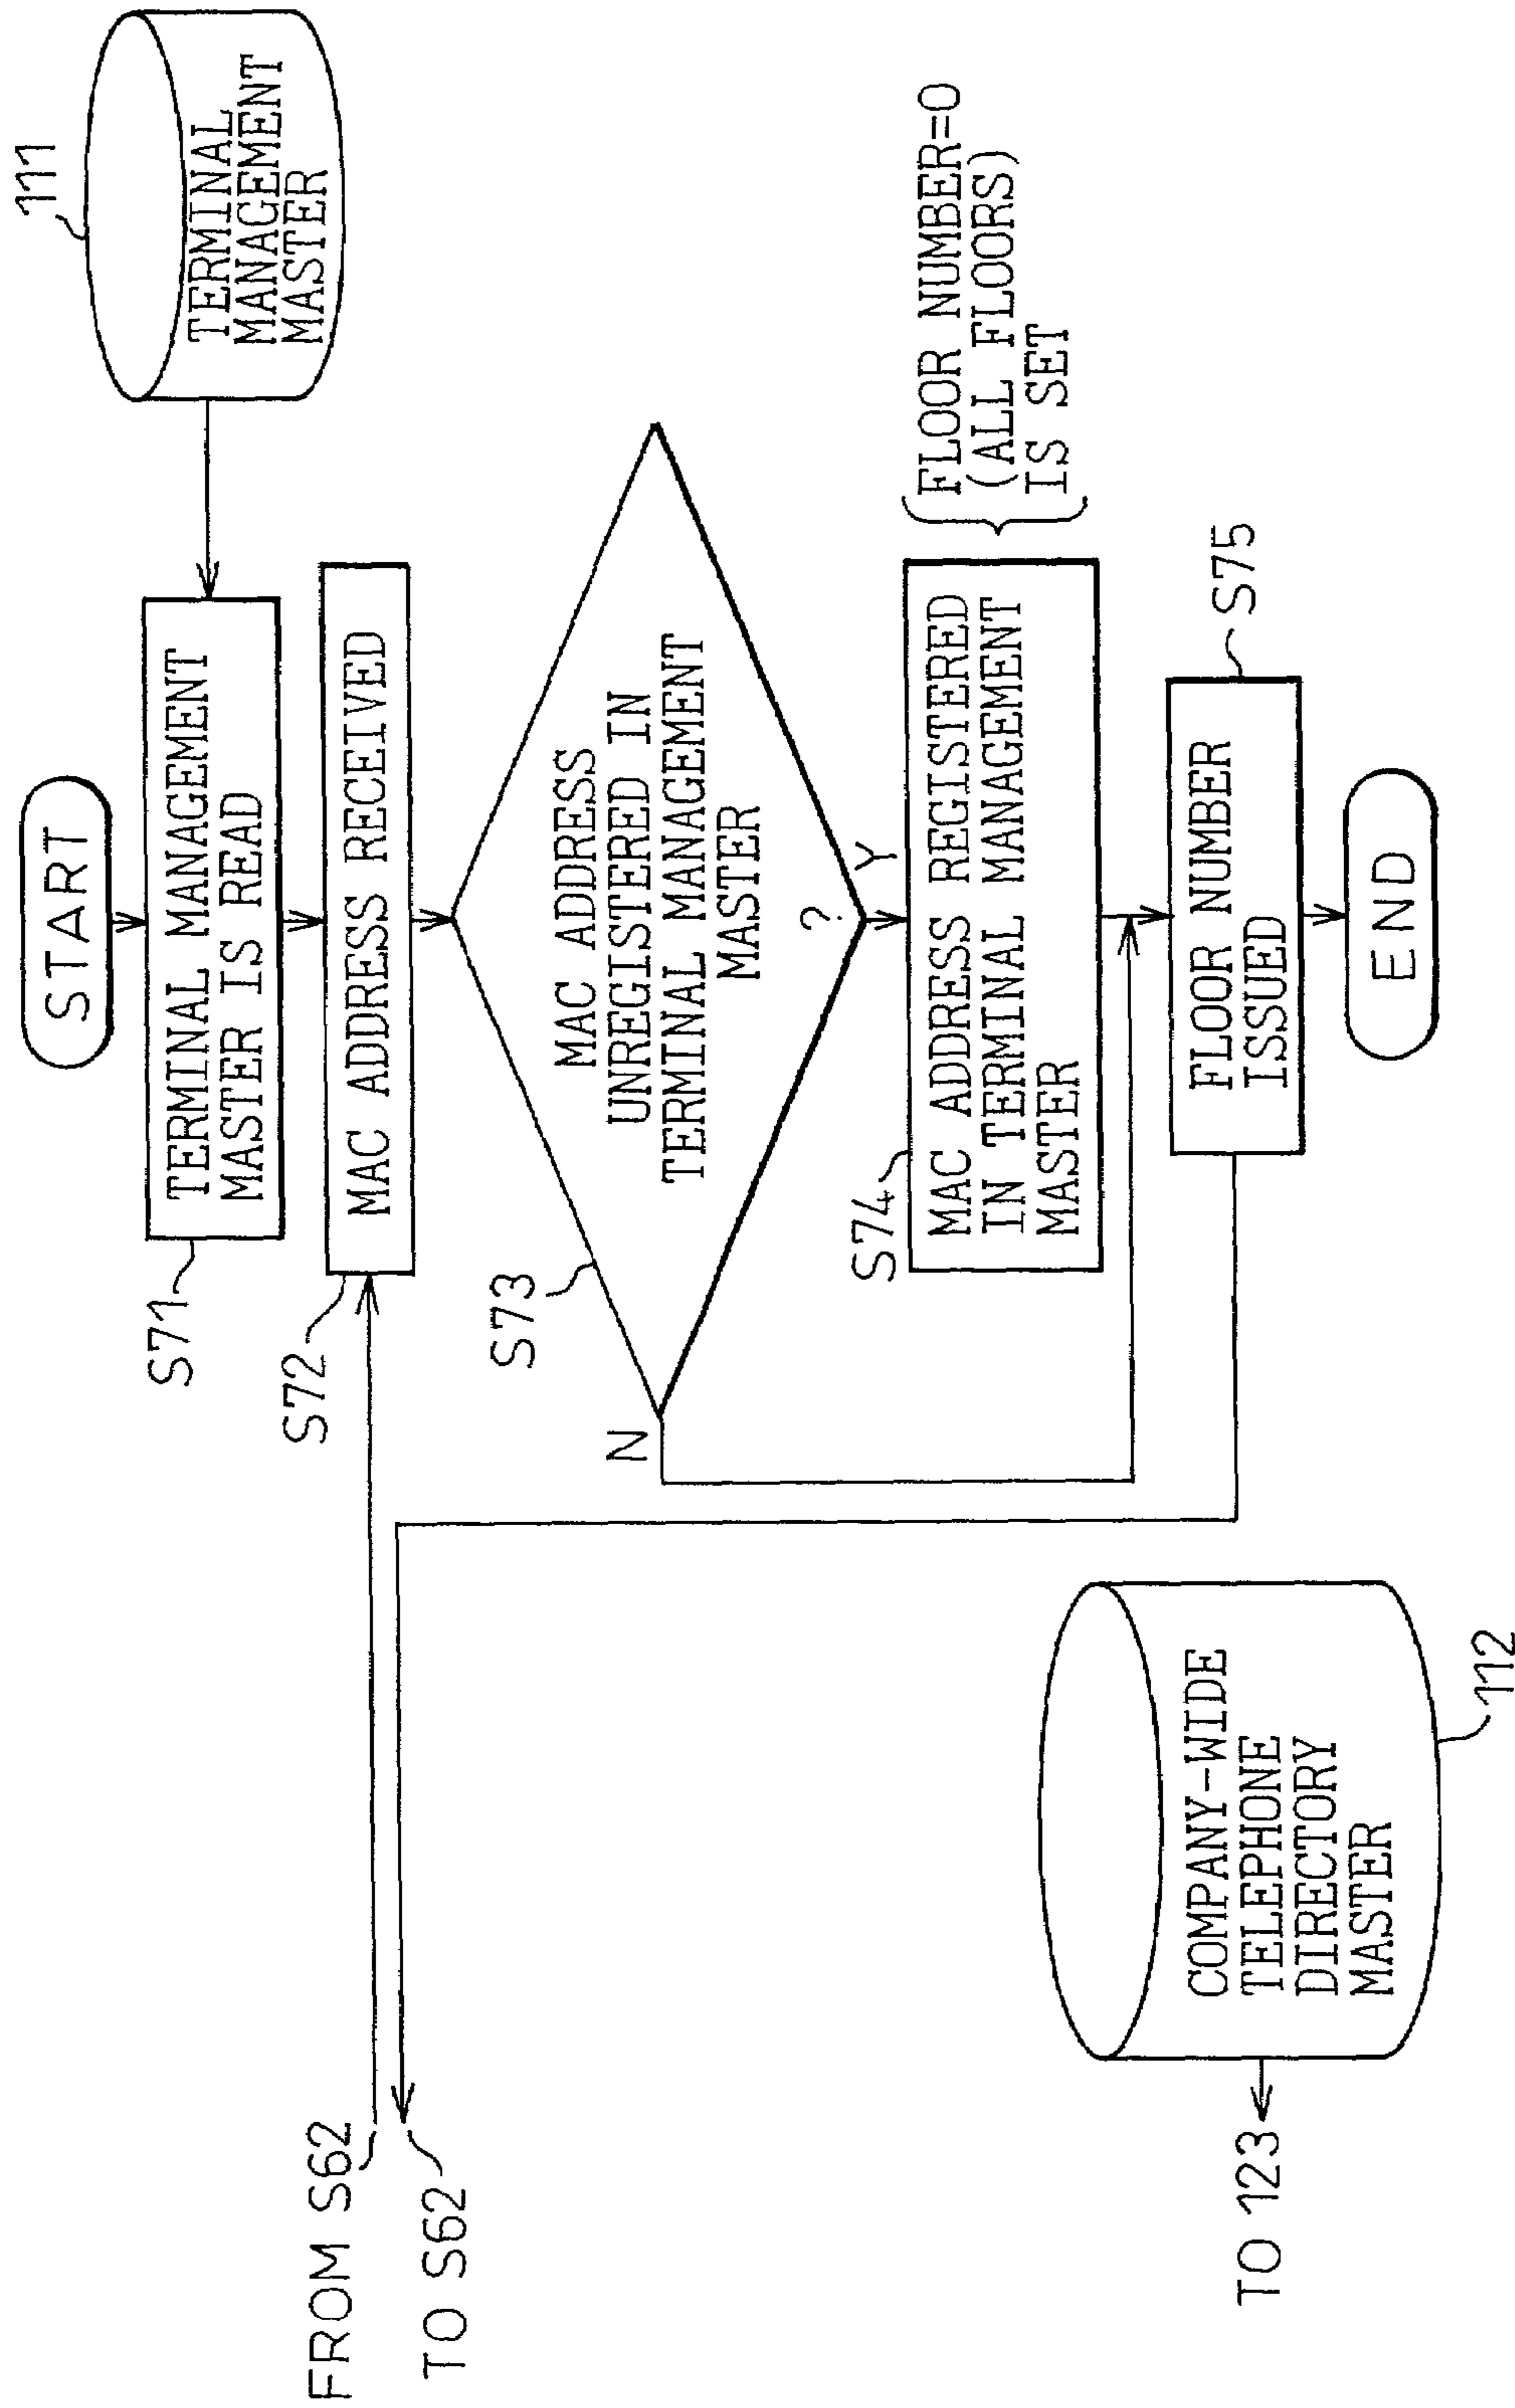 START
111
TERMINAL
MANAGEMENT
MASTER
S71
TERMINAL MANAGEMENT
MASTER IS READ
FROM S62
TO S62
S72
MAC ADDRESS RECEIVED
S73
MAC ADDRESS
UNREGISTERED IN
TERMINAL MANAGEMENT
MASTER
?
N
Y
S74
MAC ADDRESS REGISTERED
IN TERMINAL MANAGEMENT
MASTER
FLOOR NUMBER=0
(ALL FLOORS)
IS SET
S75
FLOOR NUMBER
ISSUED
END
COMPANY-WIDE
TELEPHONE
DIRECTORY
MASTER
112
TO 123